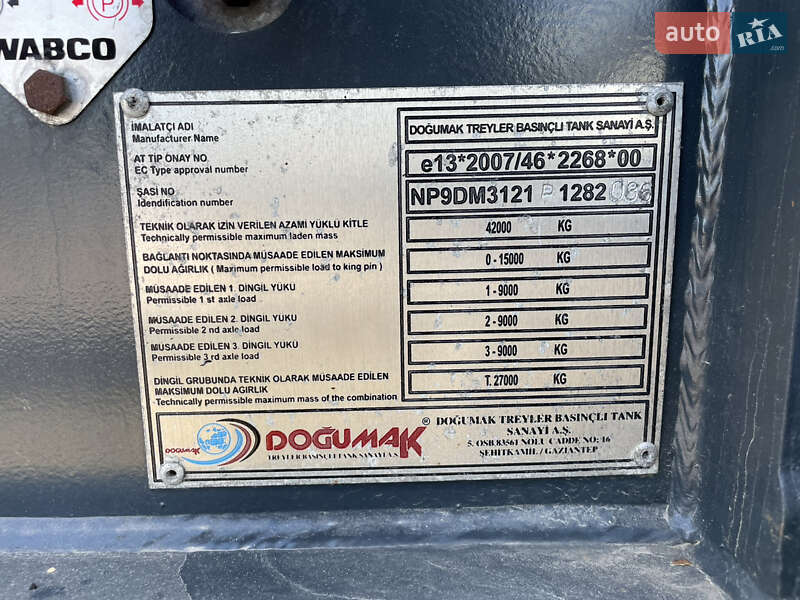 WABCO
auto RIA.com
İMALATÇI ADI
Manufacturer Name
DOĞUMAK TREYLER BASINÇLI TANK SANAYİ A.Ş.
AT TİP ONAY NO
EC Type approval number
e13*2007/46*2268*00
ŞASİ NO
Identification number
NP9DM3121 1282
TEKNİK OLARAK İZİN VERİLEN AZAMİ YÜKLÜ KİTLE
Technically permissible maximum laden mass
42000 KG
BAĞLANTI NOKTASINDA MÜSAADE EDİLEN MAKSİMUM
DOLU AĞIRLIK ( Maximum permissible load to king pin )
0 - 15000 KG
MÜSAADE EDİLEN 1. DİNGİL YÜKÜ
Permissible 1 st axle load
1 - 9000 KG
MÜSAADE EDİLEN 2. DİNGİL YÜKÜ
Permissible 2 nd axle load
2 - 9000 KG
MÜSAADE EDİLEN 3. DİNGİL YÜKÜ
Permissible 3 rd axle load
3 - 9000 KG
DİNGİL GRUBUNDA TEKNİK OLARAK MÜSAADE EDİLEN
MAKSİMUM DOLU AGIRLIK
Technically permissible maximum mass of the combination
T. 27000 KG
DOĞUMAK®
TREYLER BASINÇLI TANK SANAYİ A.Ş.
DOĞUMAK TREYLER BASINÇLI TANK
SANAYİ A.Ş.
5. OSB 83561 NOLU CADDE NO: 16
ŞEHİTKAMİL / GAZİANTEP